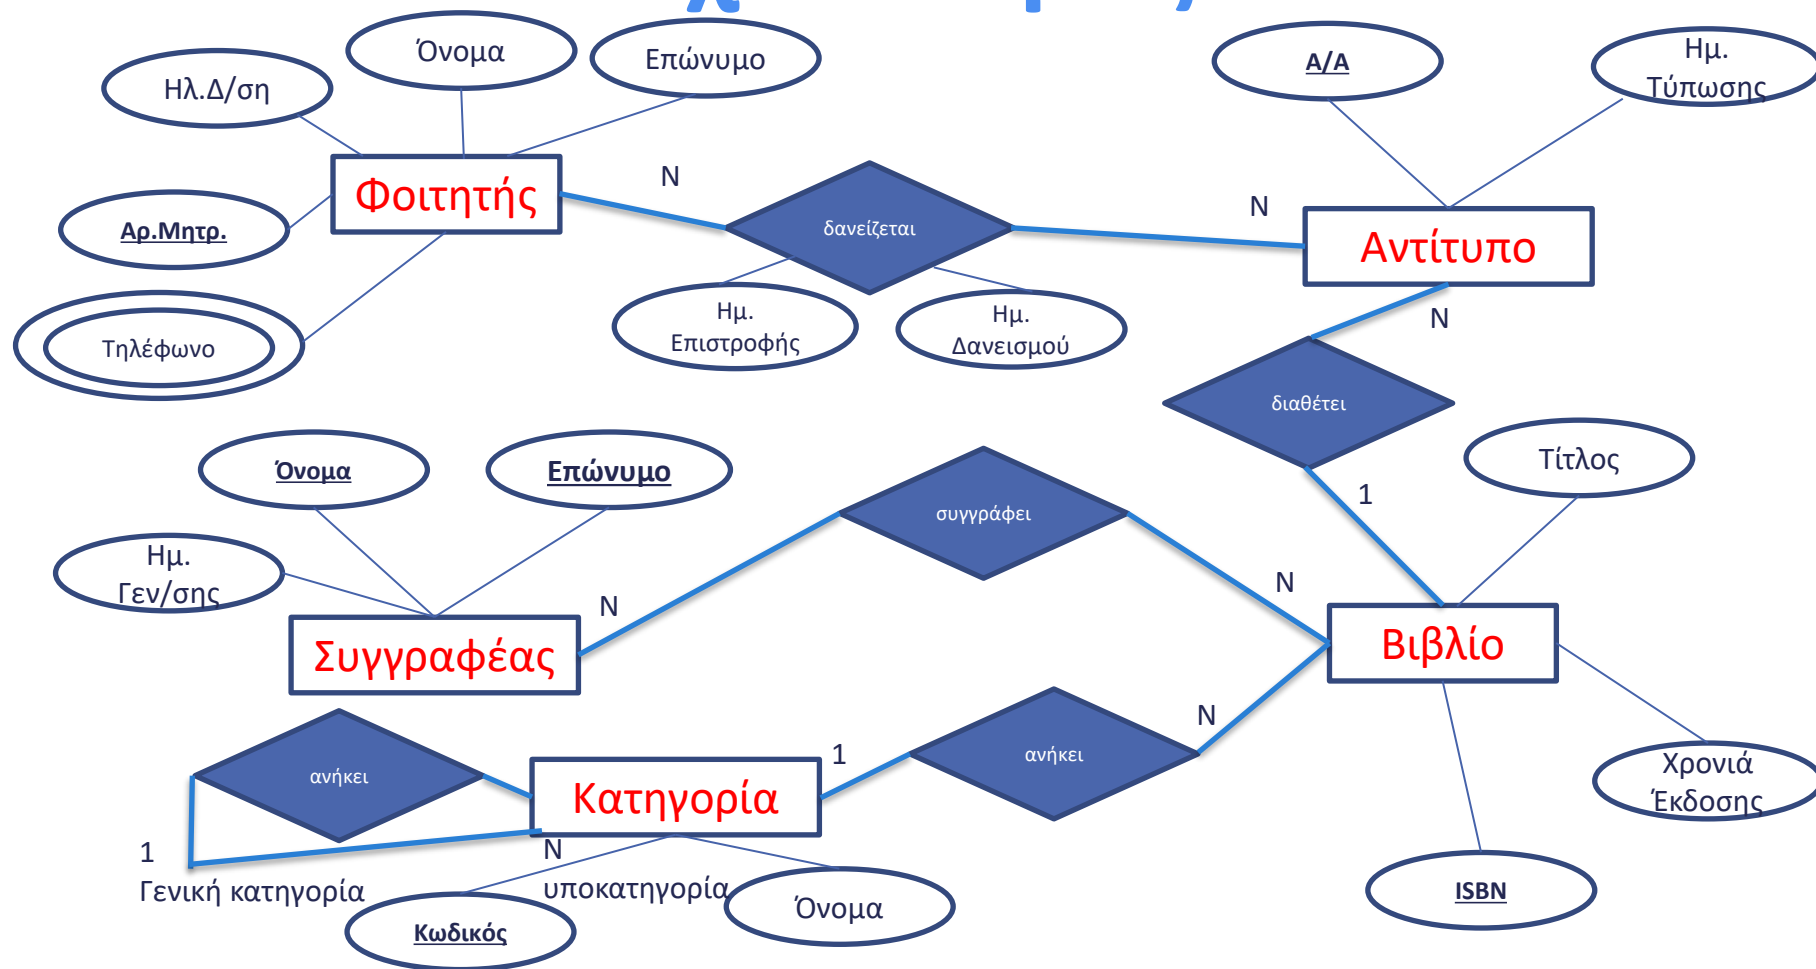 Όνομα
Επώνυμο
Ηλ.Δ/ση
Α/Α
Ημ.
Τύπωσης
Φοιτητής
Ν
δανείζεται
Ν
Αντίτυπο
Αρ.Μητρ.
Τηλέφωνο
Ημ.
Επιστροφής
Ημ.
Δανεισμού
Ν
διαθέτει
1
Τίτλος
Όνομα
Επώνυμο
συγγράφει
Ημ.
Γεν/σης
Ν
Ν
Συγγραφέας
Βιβλίο
ανήκει
Κατηγορία
1
ανήκει
Ν
Χρονιά
Έκδοσης
1
Γενική κατηγορία
Ν
υποκατηγορία
Όνομα
Κωδικός
ISBN